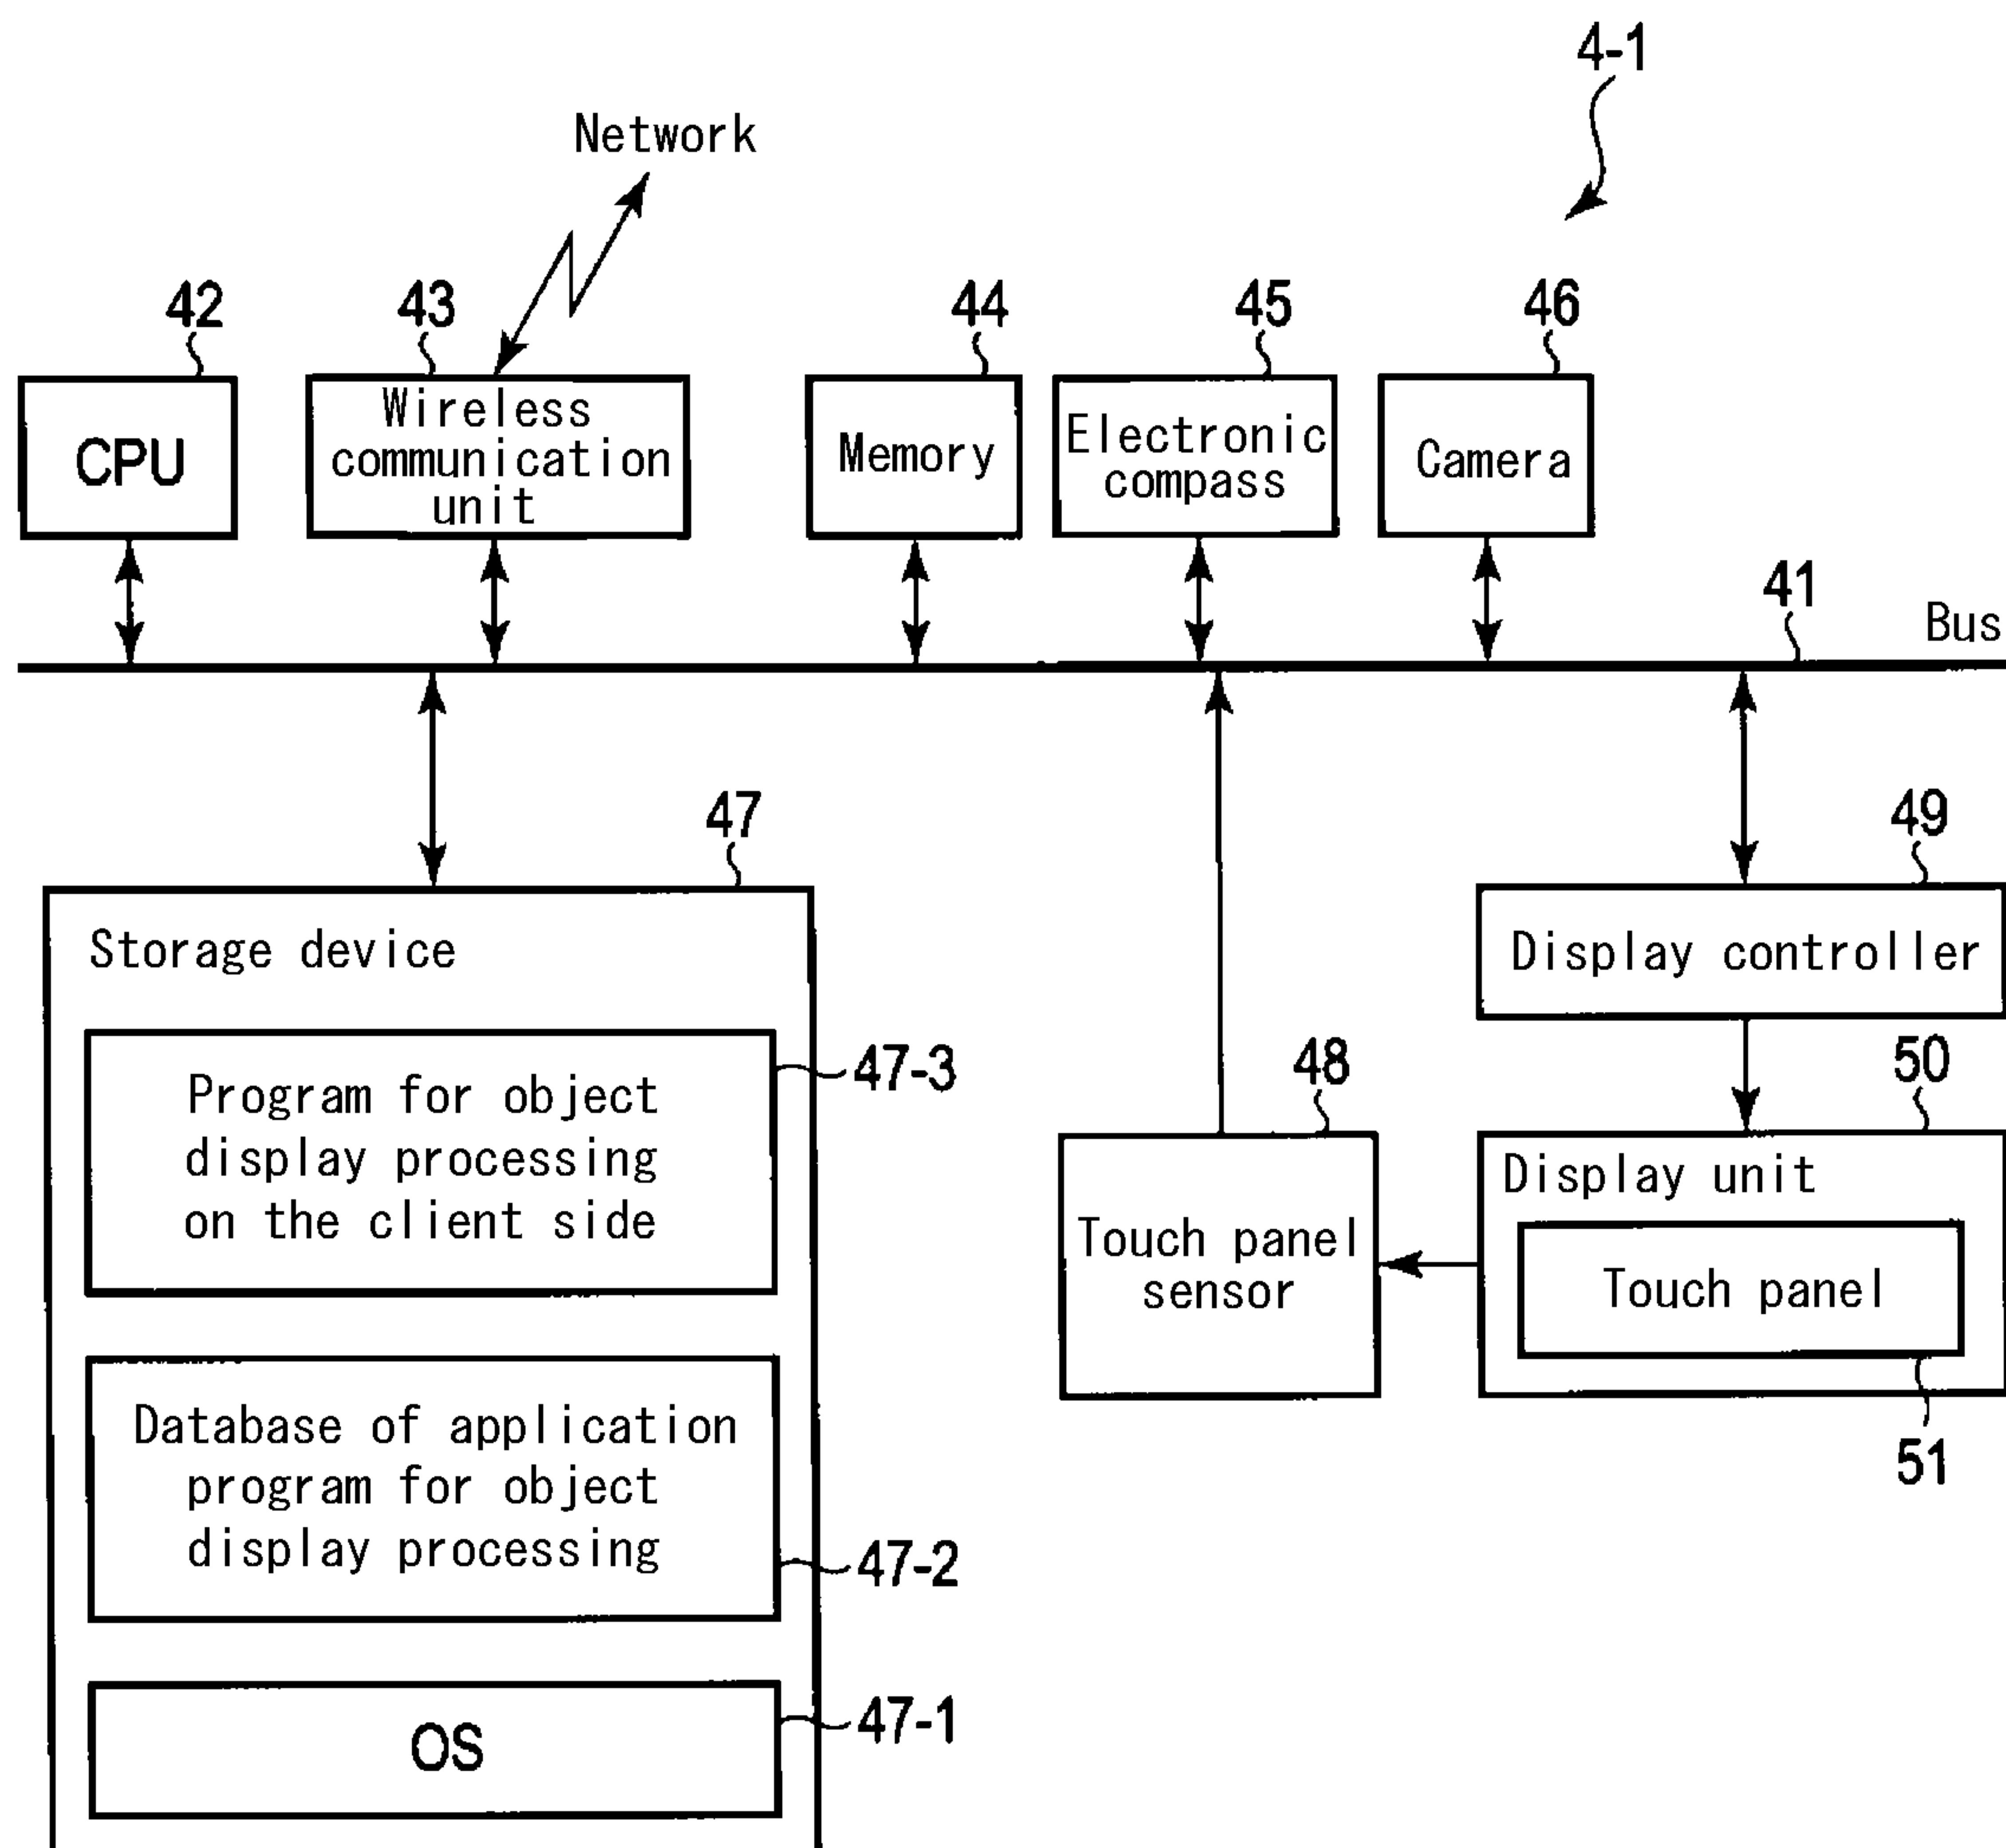 4-1
Network
42
43
44
45
46
CPU
Wireless
communication
unit
Memory
Electronic
compass
Camera
41
Bus
47
49
Storage device
Display controller
47-3
Program for object
display processing
on the client side
48
50
Touch panel
sensor
Display unit
Touch panel
51
Database of application
program for object
display processing
47-2
OS
47-1